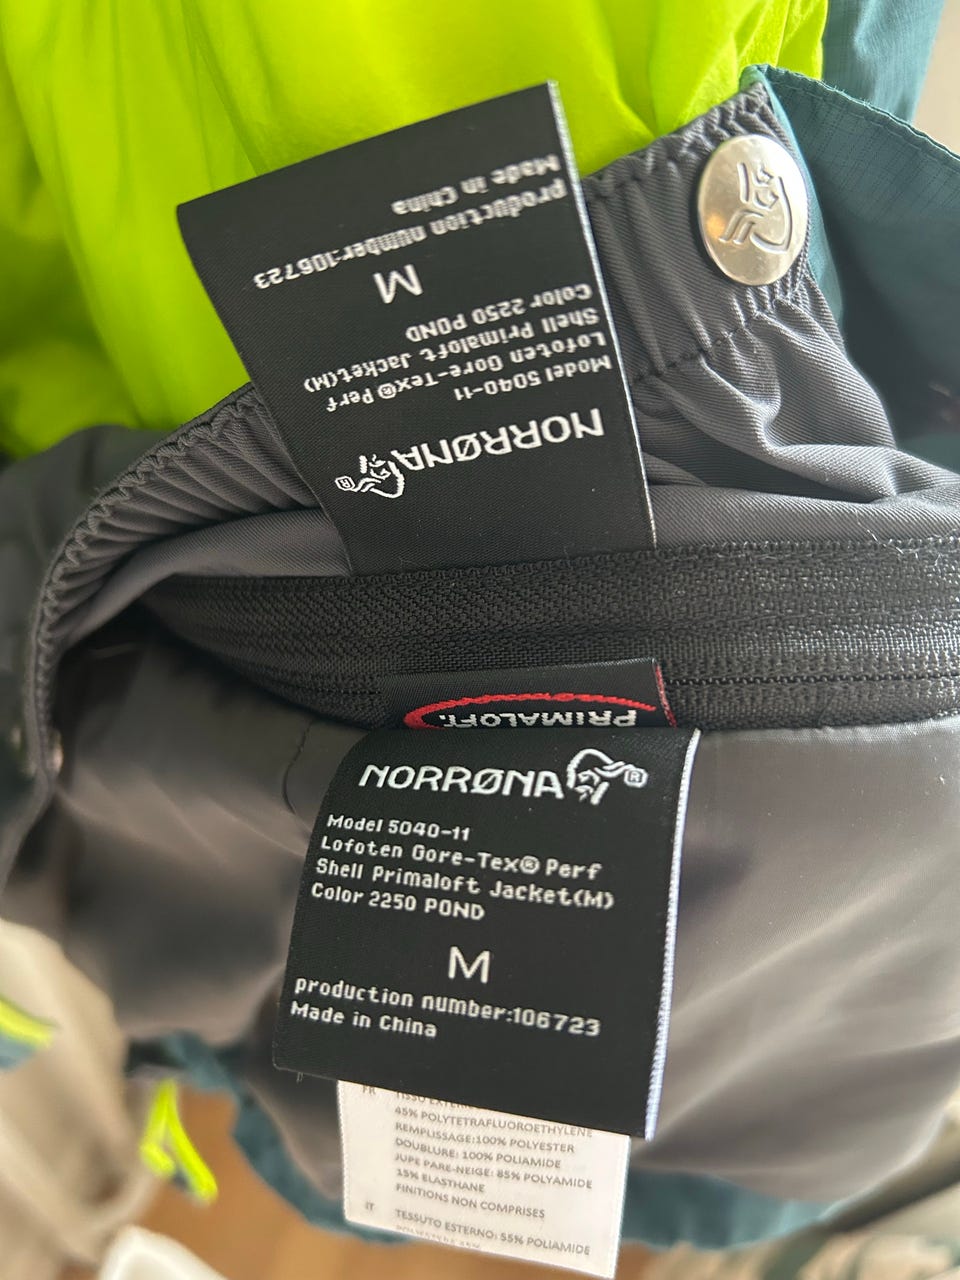 NORRØNA
Model 5040-11
Lofoten Gore-Tex® Perf
Shell Primaloft Jacket(M)
Color 2250 POND
M
production number:106723
Made in China
PRIMALOFT.
NORRØNA®
Model 5040-11
Lofoten Gore-Tex® Perf
Shell Primaloft Jacket(M)
Color 2250 POND
M
production number:106723
Made in China
FR
TISSU
45% POLYTETRAFLUOROETHYLENE
REMPLISSAGE:100% POLYESTER
DOUBLURE: 100% POLIAMIDE
JUPE PARE-NEIGE: 85% POLYAMIDE
15% ELASTHANE
FINITIONS NON COMPRISES
IT
TESSUTO ESTERNO: 55% POLIAMIDE